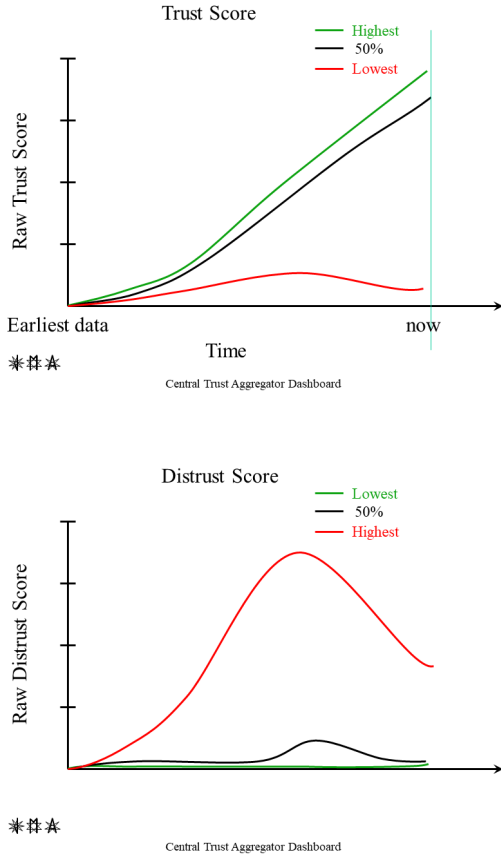 Trust Score
Highest
50%
Lowest
Raw Trust Score
Earliest data
now
Time
Central Trust Aggregator Dashboard
Distrust Score
Lowest
50%
Highest
Raw Distrust Score
Central Trust Aggregator Dashboard